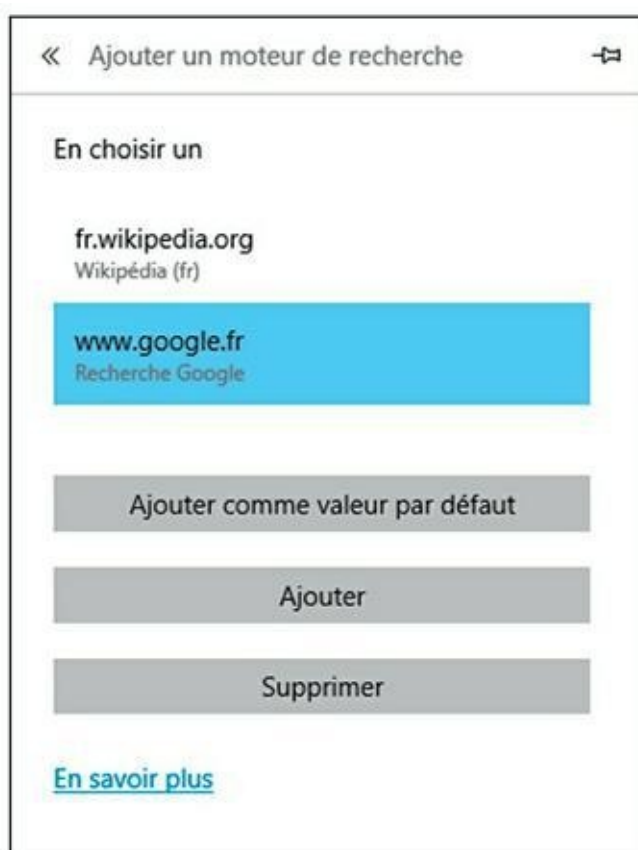 « Ajouter un moteur de recherche
En choisir un
fr.wikipedia.org
Wikipédia (fr)
www.google.fr
Recherche Google
Ajouter comme valeur par défaut
Ajouter
Supprimer
En savoir plus